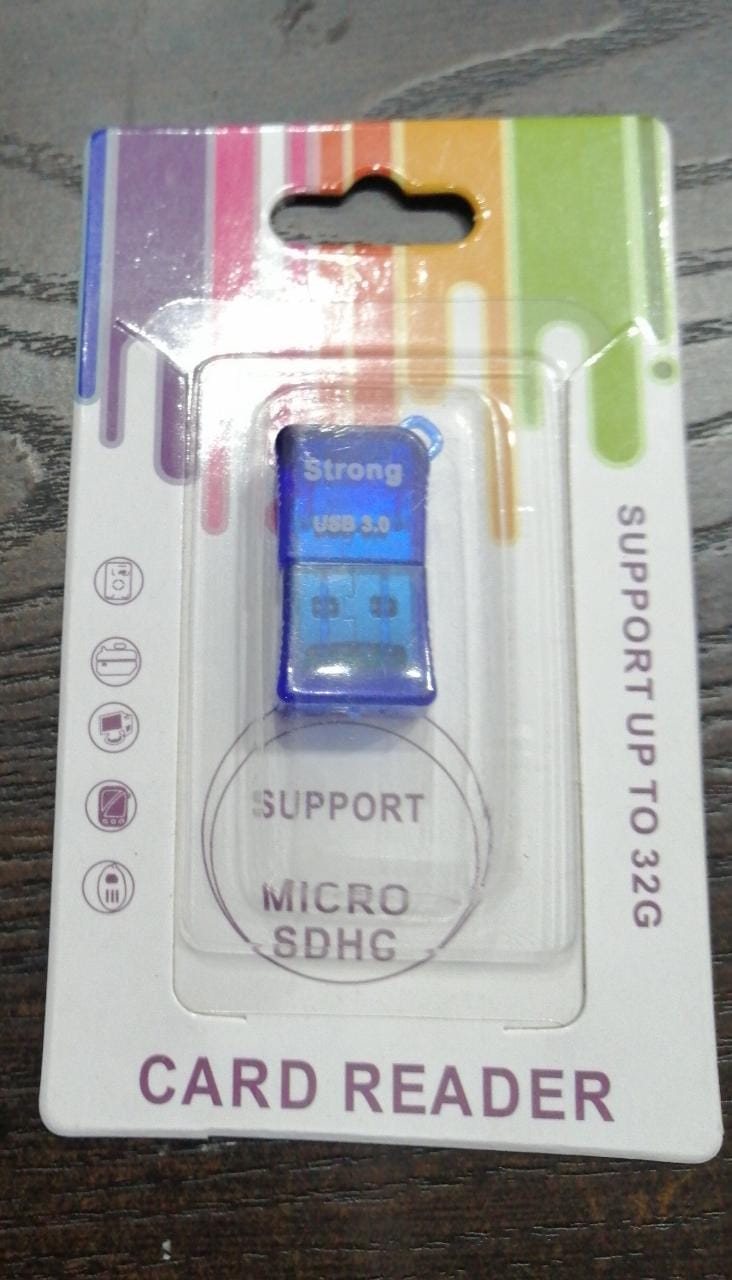 Strong
USB 3.0
SUPPORT
MICRO
SDHC
SUPPORT UP TO 32G
CARD READER